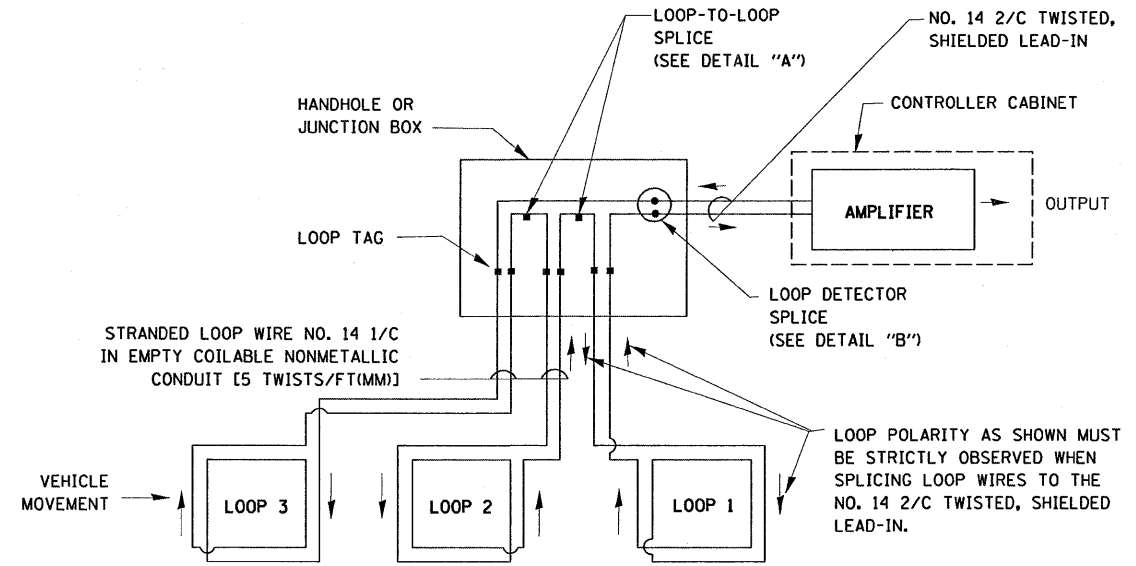 LOOP-TO-LOOP
SPLICE
(SEE DETAIL "A")
NO. 14 2/C TWISTED,
SHIELDED LEAD-IN
HANDHOLE OR
JUNCTION BOX
CONTROLLER CABINET
AMPLIFIER
OUTPUT
LOOP TAG
LOOP DETECTOR
SPLICE
(SEE DETAIL "B")
STRANDED LOOP WIRE NO. 14 1/C
IN EMPTY COILABLE NONMETALLIC
CONDUIT [5 TWISTS/FT(MM)]
LOOP POLARITY AS SHOWN MUST
BE STRICTLY OBSERVED WHEN
SPLICING LOOP WIRES TO THE
NO. 14 2/C TWISTED, SHIELDED
LEAD-IN.
VEHICLE
MOVEMENT
LOOP 3
LOOP 2
LOOP 1